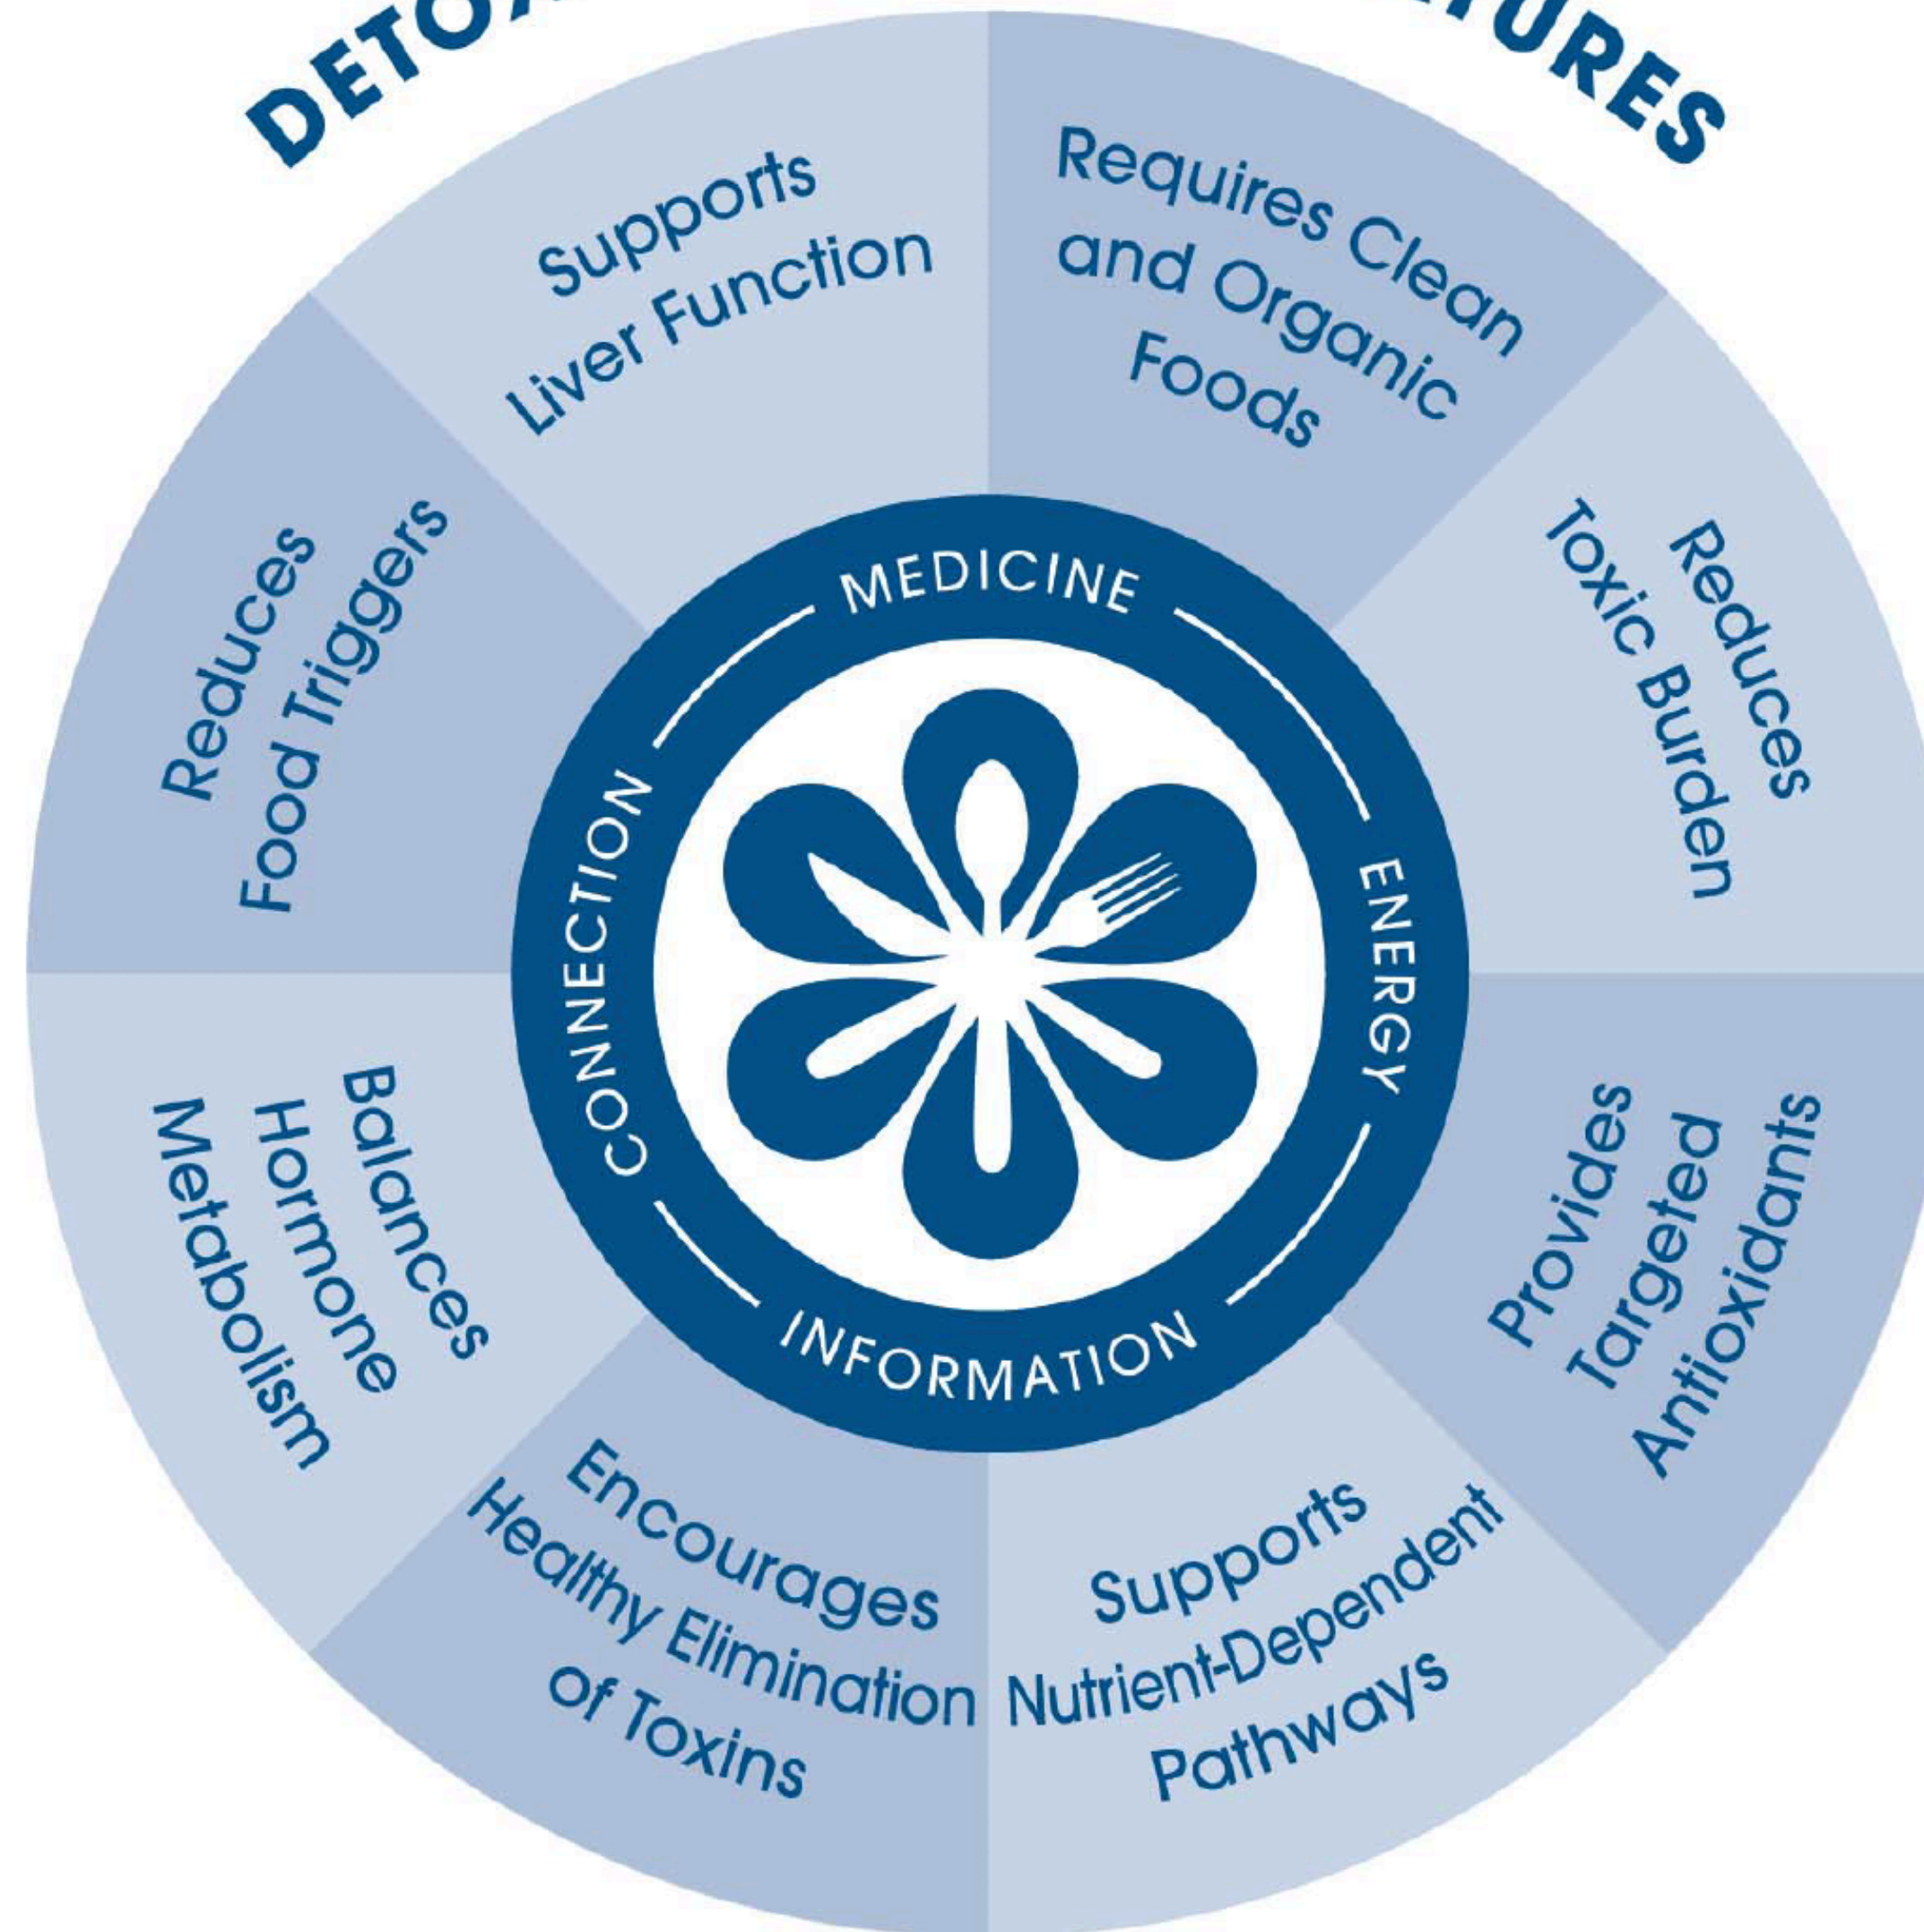 Supports
Liver Function
Requires Clean
and Organic
Foods
Reduces
Toxic Burden
Provides
Targeted
Antioxidants
Supports
Nutrient-Dependent
Pathways
Encourages
Healthy Elimination
of Toxins
Balances
Hormone
Metabolism
Reduces
Food Triggers
MEDICINE
ENERGY
INFORMATION
CONNECTION